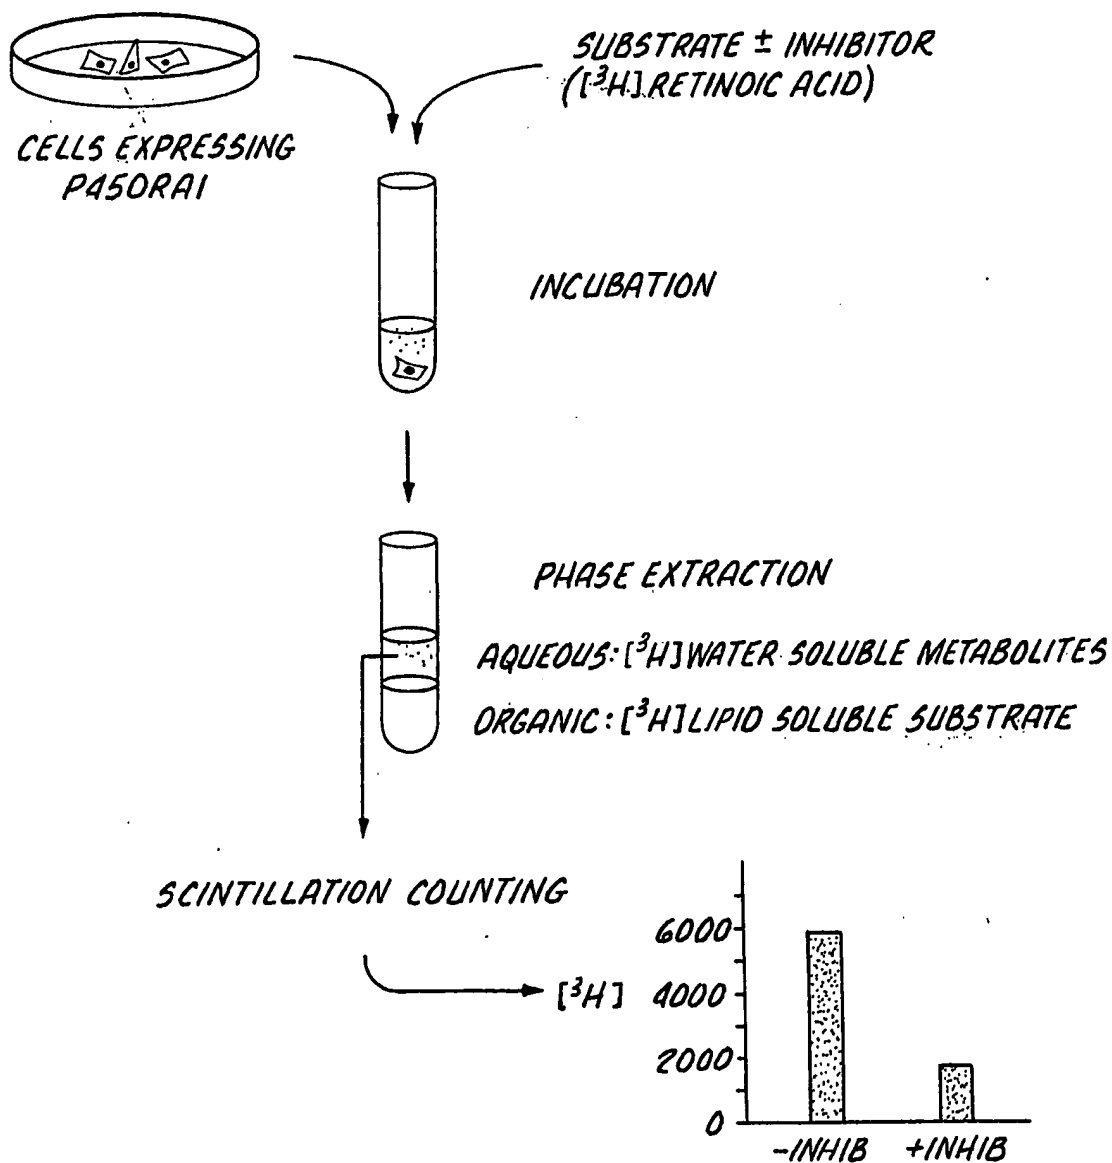 SUBSTRATE ± INHIBITOR
([³H] RETINOIC ACID)
CELLS EXPRESSING
P450RAI
INCUBATION
PHASE EXTRACTION
AQUEOUS: [³H] WATER SOLUBLE METABOLITES
ORGANIC: [³H] LIPID SOLUBLE SUBSTRATE
SCINTILLATION COUNTING
[³H]
6000
4000
2000
0
-INHIB +INHIB